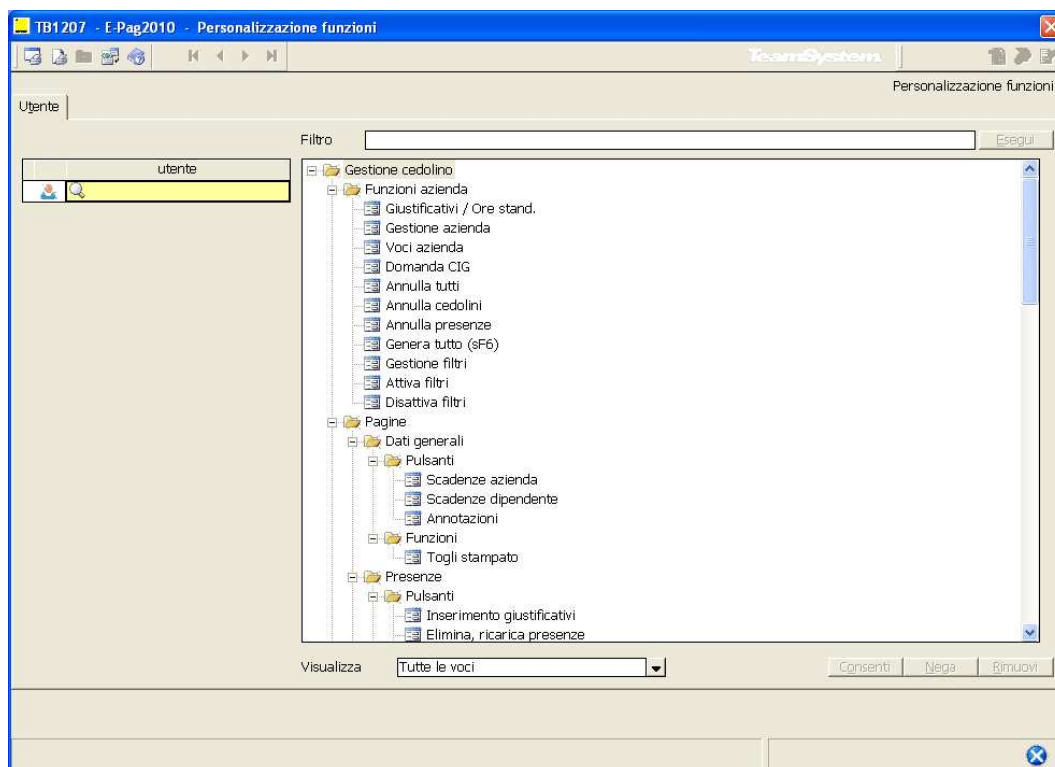 TB1207 - E-Pag2010 - Personalizzazione funzioni
TeamSystem
Personalizzazione funzioni
Utente
Filtro
Esegui
utente
Gestione cedolino
Funzioni azienda
Giustificativi / Ore stand.
Gestione azienda
Voci azienda
Domanda CIG
Annulla tutti
Annulla cedolini
Annulla presenze
Genera tutto (sF6)
Gestione filtri
Attiva filtri
Disattiva filtri
Pagine
Dati generali
Pulsanti
Scadenze azienda
Scadenze dipendente
Annotazioni
Funzioni
Togli stampato
Presenze
Pulsanti
Inserimento giustificativi
Elimina, ricarica presenze
Visualizza
Tutte le voci
Consenti
Nega
Rimuovi